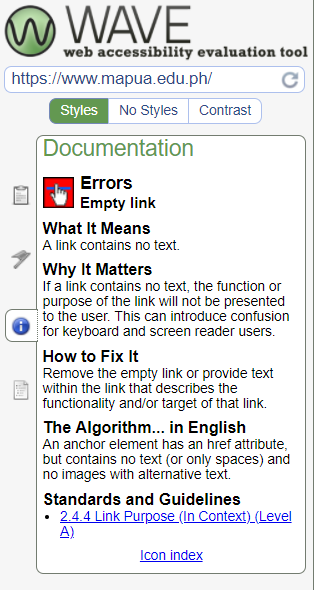 WAVE
web accessibility evaluation tool
https://www.mapua.edu.ph/
Styles No Styles Contrast
Documentation
Errors
Empty link
What It Means
A link contains no text.
Why It Matters
If a link contains no text, the function or
purpose of the link will not be presented
to the user. This can introduce confusion
for keyboard and screen reader users.
How to Fix It
Remove the empty link or provide text
within the link that describes the
functionality and/or target of that link.
The Algorithm... in English
An anchor element has an href attribute,
but contains no text (or only spaces) and
no images with alternative text.
Standards and Guidelines
• 2.4.4 Link Purpose (In Context) (Level
A)
Icon index